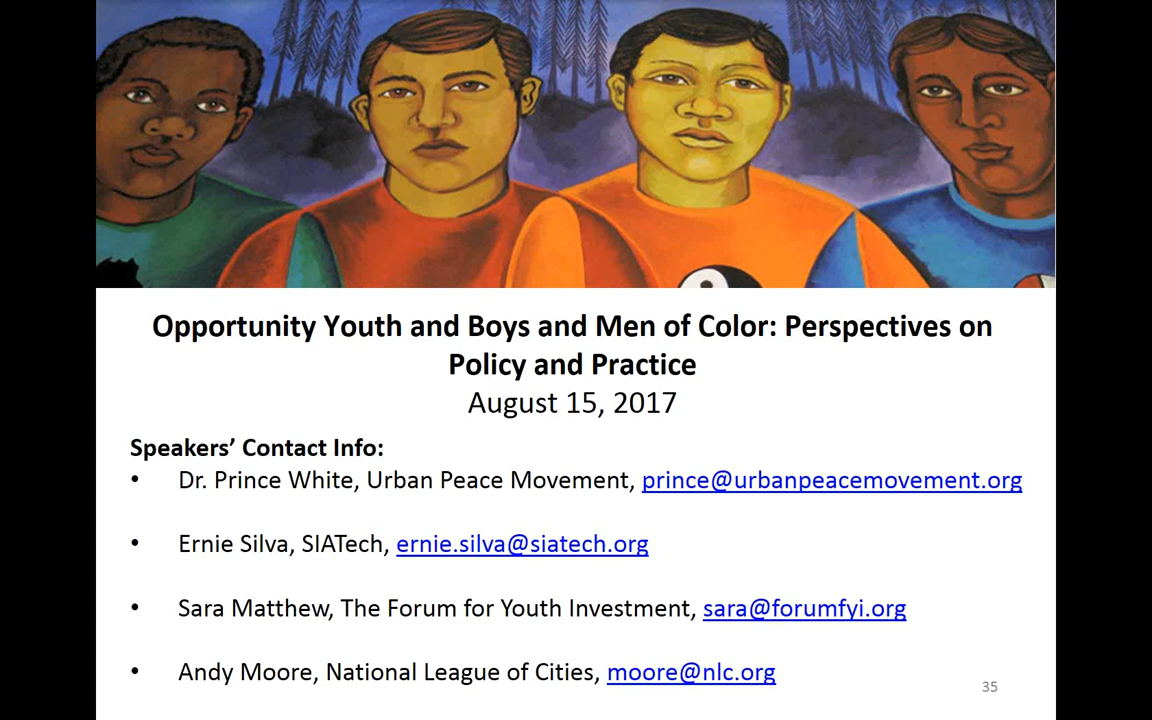 Opportunity Youth and Boys and Men of Color: Perspectives on
Policy and Practice
August 15, 2017
Speakers’ Contact Info:
• Dr. Prince White, Urban Peace Movement, prince@urbanpeacemovement.org
• Ernie Silva, SIATech, ernie.silva@siatech.org
• Sara Matthew, The Forum for Youth Investment, sara@forumfyi.org
• Andy Moore, National League of Cities, moore@nlc.org
35